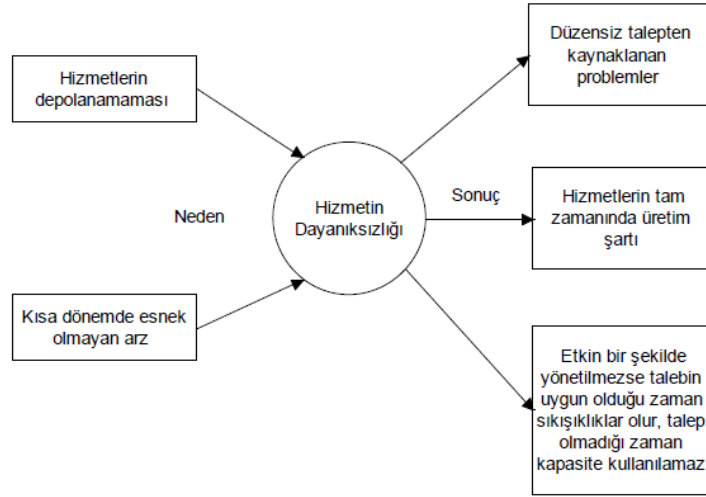 Hizmetlerin
depolanamaması
Neden
Kısa dönemde esnek
olmayan arz
Hizmetin
Dayanıksızlığı
Sonuç
Düzensiz talepten
kaynaklanan
problemler
Hizmetlerin tam
zamanında üretim
şartı
Etkin bir şekilde
yönetilmezse talebin
uygun olduğu zaman
sıkışıklıklar olur, talep
olmadığı zaman
kapasite kullanılamaz